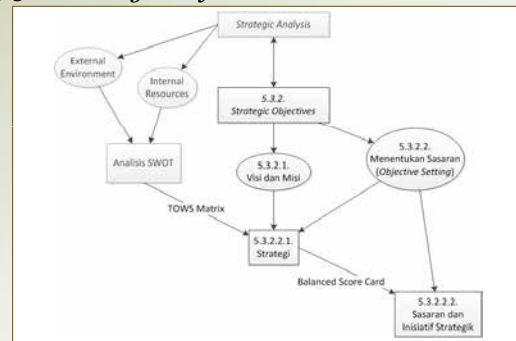 Strategic Analysis
External
Environment
Internal
Resources
5.3.2.
Strategic Objectives
Analisis SWOT
5.3.2.1.
Visi dan Misi
5.3.2.2.
Menentukan Sasaran
(Objective Setting)
TOWS Matrix
5.3.2.2.1.
Strategi
Balanced Score Card
5.3.2.2.2.
Sasaran dan
Inisiatif Strategik